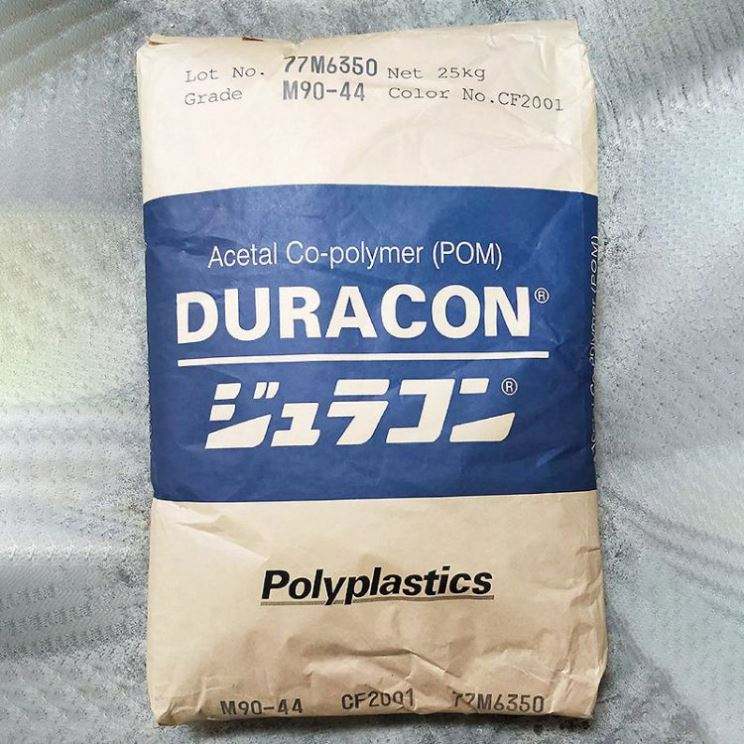 Lot No. 77M6350 Net 25kg
Grade M90-44 Color No.CF2001
Acetal Co-polymer (POM)
DURACON®
ジュラコン®
Polyplastics
M90-44 CF2001 77M6350